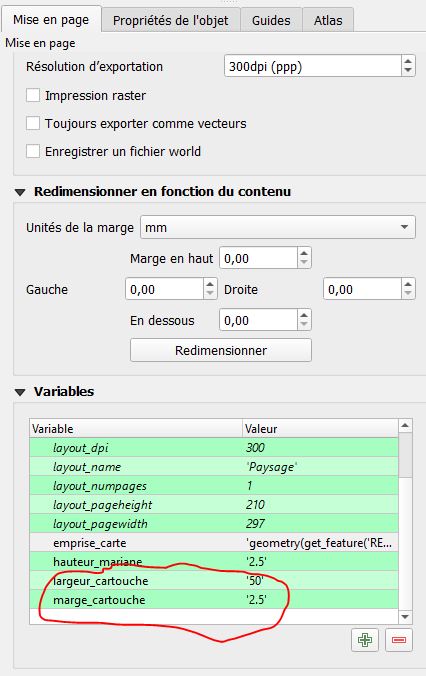 Mise en page Propriétés de l'objet Guides Atlas
Mise en page
Résolution d'exportation 300dpi (ppp)
Impression raster
Toujours exporter comme vecteurs
Enregistrer un fichier world
Redimensionner en fonction du contenu
Unités de la marge mm
Marge en haut 0,00
Gauche 0,00 Droite 0,00
En dessous 0,00
Redimensionner
Variables
Variable Valeur
layout_dpi 300
layout_name 'Paysage'
layout_numpages 1
layout_pageheight 210
layout_pagewidth 297
emprise_carte 'geometry(get_feature('RE...
hauteur_mariane '2.5'
largeur_cartouche '50'
marge_cartouche '2.5'